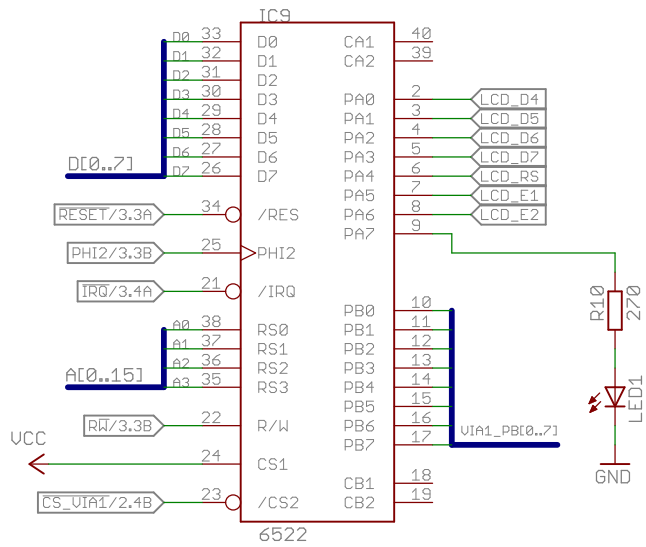 IC9
D0 33 D0 CA1 40
D1 32 D1 CA2 39
D2 31 D2
D3 30 D3 PA0 2 LCD_D4
D4 29 D4 PA1 3 LCD_D5
D5 28 D5 PA2 4 LCD_D6
D6 27 D6 PA3 5 LCD_D7
D[0..7] D7 26 D7 PA4 6 LCD_RS
PA5 7 LCD_E1
RESET/3.3A 34 /RES PA6 8 LCD_E2
PA7 9
PHI2/3.3B 25 PHI2
IRQ/3.4A 21 /IRQ
R10 270
PB0 10
A0 38 RS0 PB1 11
A1 37 RS1 PB2 12
A2 36 RS2 PB3 13
A[0..15] A3 35 RS3 PB4 14
PB5 15
LED1
RW/3.3B 22 R/W PB6 16
PB7 17 VIA1_PB[0..7]
VCC
24 CS1
CB1 18
GND
CS_VIA1/2.4B 23 /CS2 CB2 19
6522